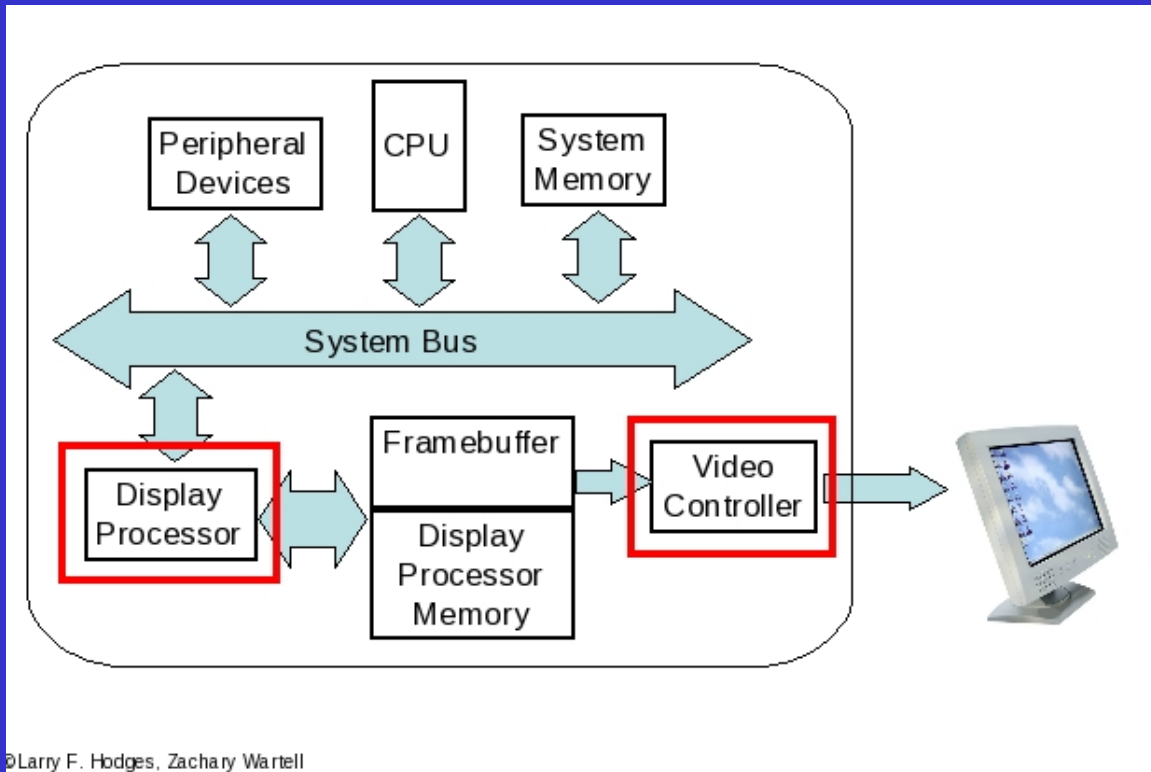 Peripheral
Devices
CPU
System
Memory
System Bus
Display
Processor
Framebuffer
Display
Processor
Memory
Video
Controller
©Larry F. Hodges, Zachary Wartell